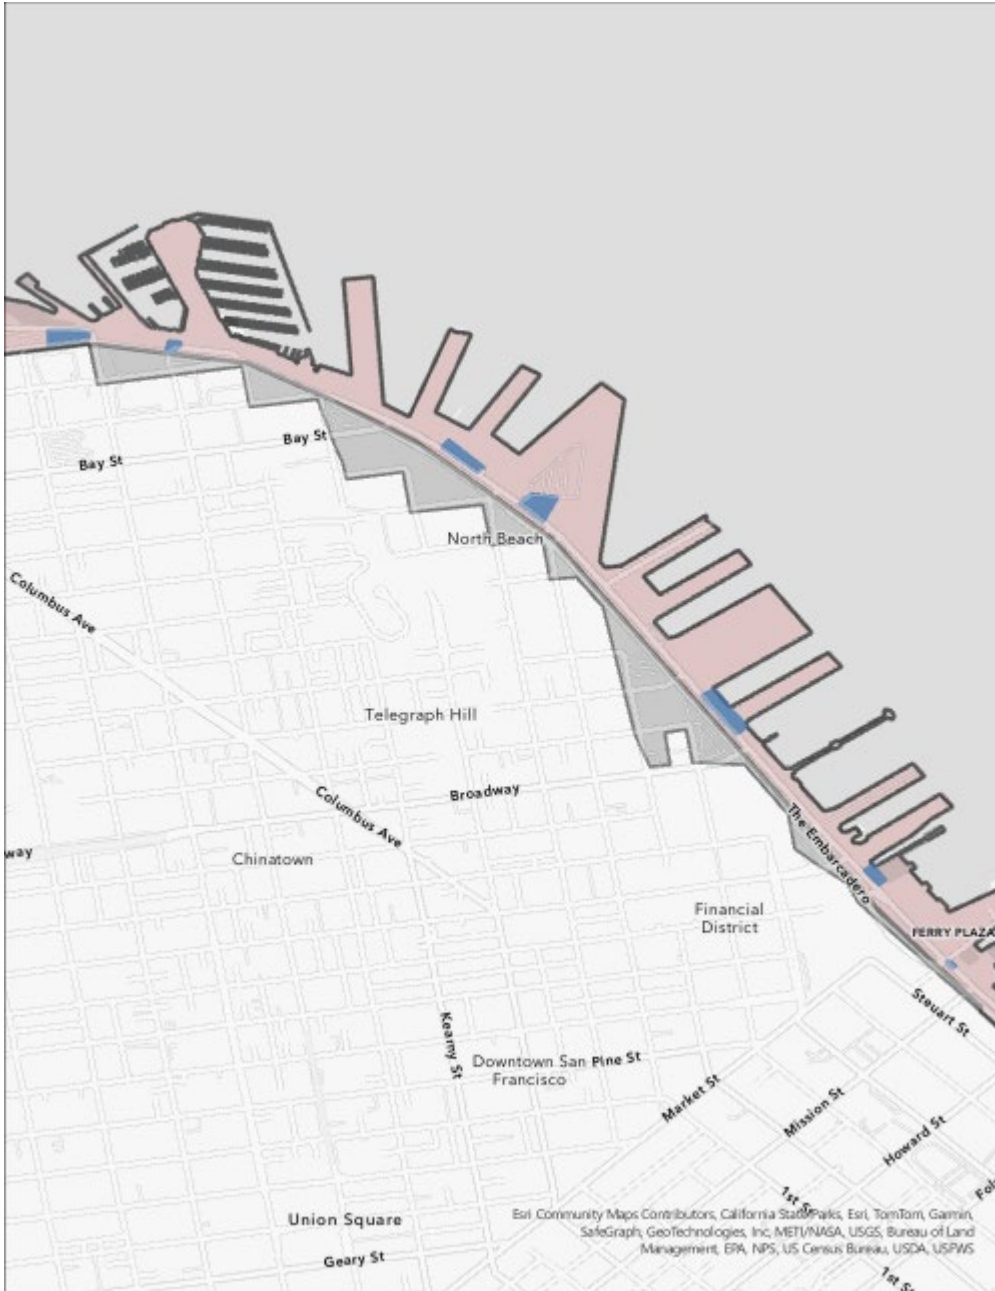 Bay St
Bay St
North Beach
Columbus Ave
Telegraph Hill
Broadway
Columbus Ave
The Embarcadero
way
Chinatown
Financial
District
FERRY PLAZA
Steuart St
Kearny St
Downtown San
Francisco
Pine St
Market St
Mission St
Howard St
Fols
1st St
Union Square
Esri Community Maps Contributors, California State Parks, Esri, TomTom, Garmin,
SafeGraph, GeoTechnologies, Inc, METI/NASA, USGS, Bureau of Land
Management, EPA, NPS, US Census Bureau, USDA, USFWS
Geary St
1st St